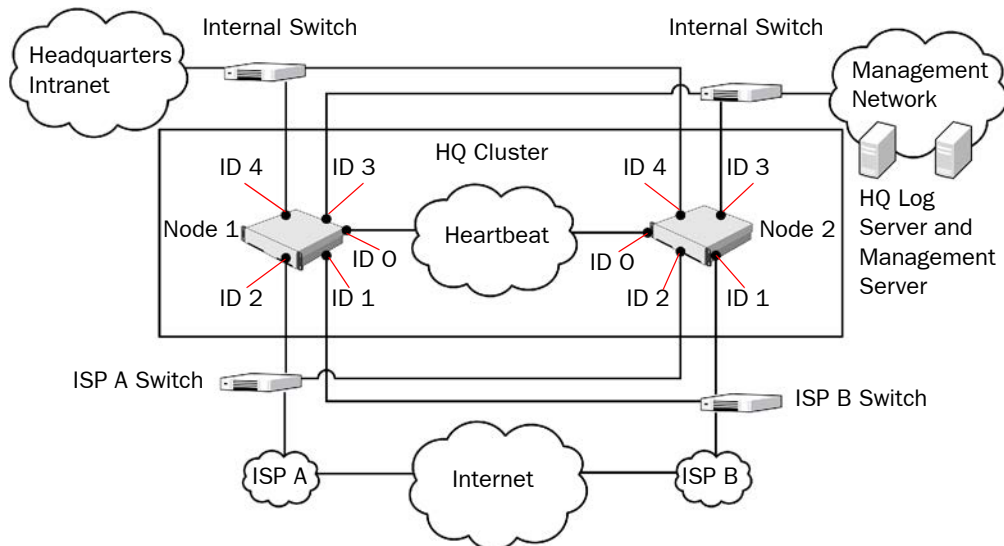 Internal Switch
Internal Switch
Headquarters
Intranet
Management
Network
HQ Cluster
ID 4
ID 3
ID 4
ID 3
HQ Log
Server and
Management
Server
Node 1
Heartbeat
Node 2
ID 0
ID 0
ID 2
ID 1
ID 2
ID 1
ISP A Switch
ISP B Switch
ISP A
Internet
ISP B